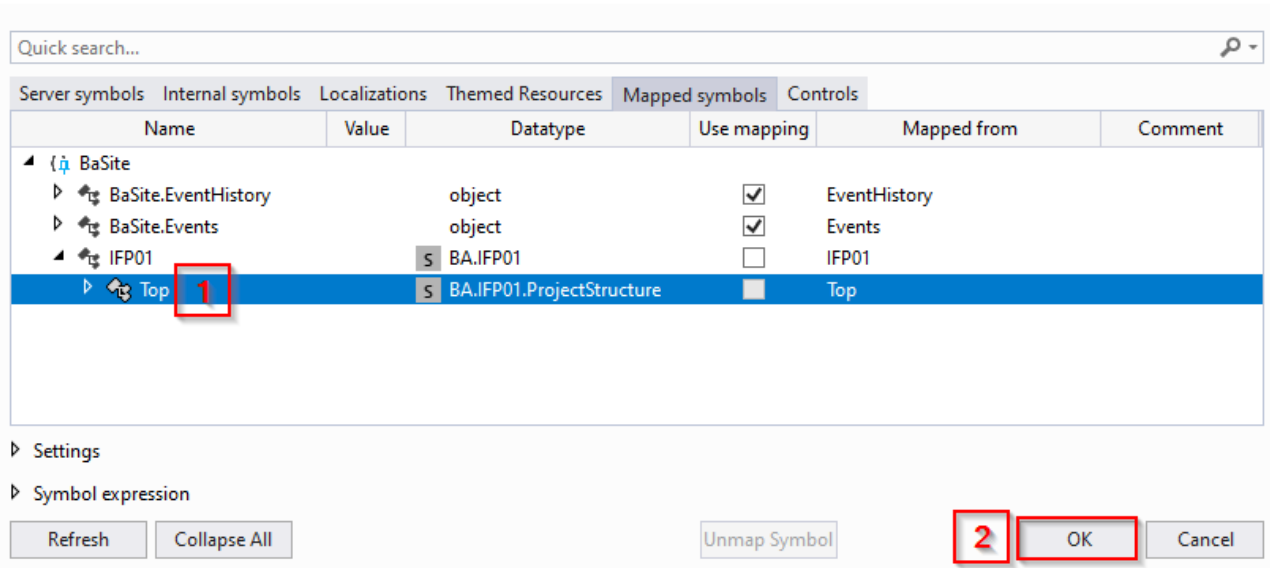 Quick search...
Server symbols Internal symbols Localizations Themed Resources Mapped symbols Controls
Name Value Datatype Use mapping Mapped from Comment
BaSite
BaSite.EventHistory object EventHistory
BaSite.Events object Events
IFP01 S BA.IFP01 IFP01
Top 1 S BA.IFP01.ProjectStructure Top
Settings
Symbol expression
Refresh Collapse All Unmap Symbol 2 OK Cancel